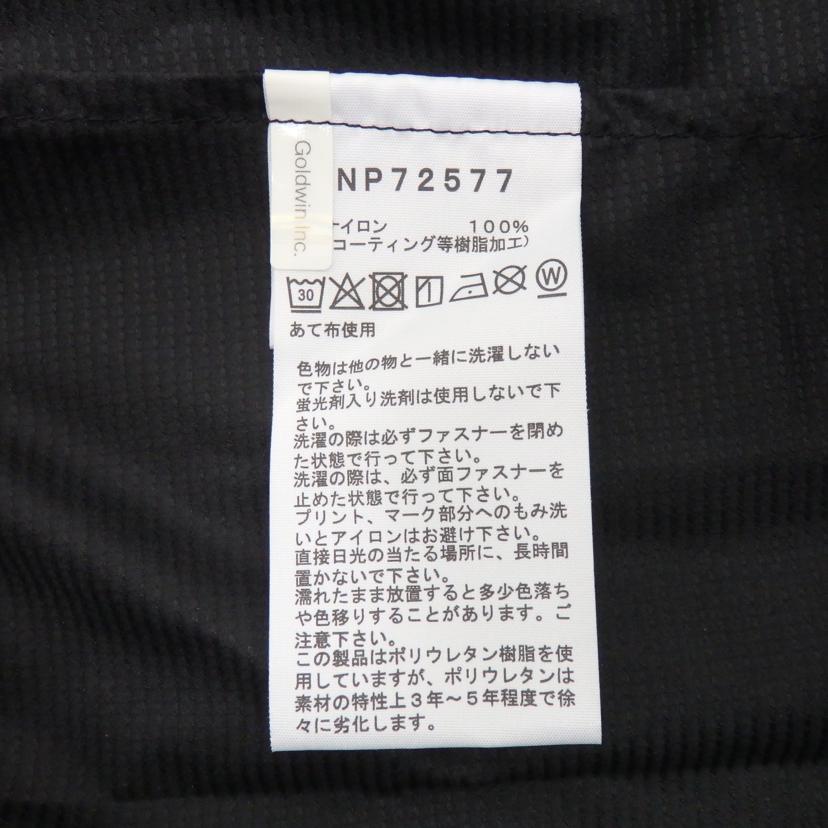 Goldwin Inc.
NP72577
イロン 100%
コーティング等樹脂加工)
30 W
あて布使用
色物は他の物と一緒に洗濯しない
で下さい。
蛍光剤入り洗剤は使用しないで下
さい。
洗濯の際は必ずファスナーを閉め
た状態で行って下さい。
洗濯の際は、必ず面ファスナーを
止めた状態で行って下さい。
プリント、マーク部分へのもみ洗
いとアイロンはお避け下さい。
直接日光の当たる場所に、長時間
置かないで下さい。
濡れたまま放置すると多少色落ち
や色移りすることがあります。ご
注意下さい。
この製品はポリウレタン樹脂を使
用していますが、ポリウレタンは
素材の特性上3年~5年程度で徐
々に劣化します。